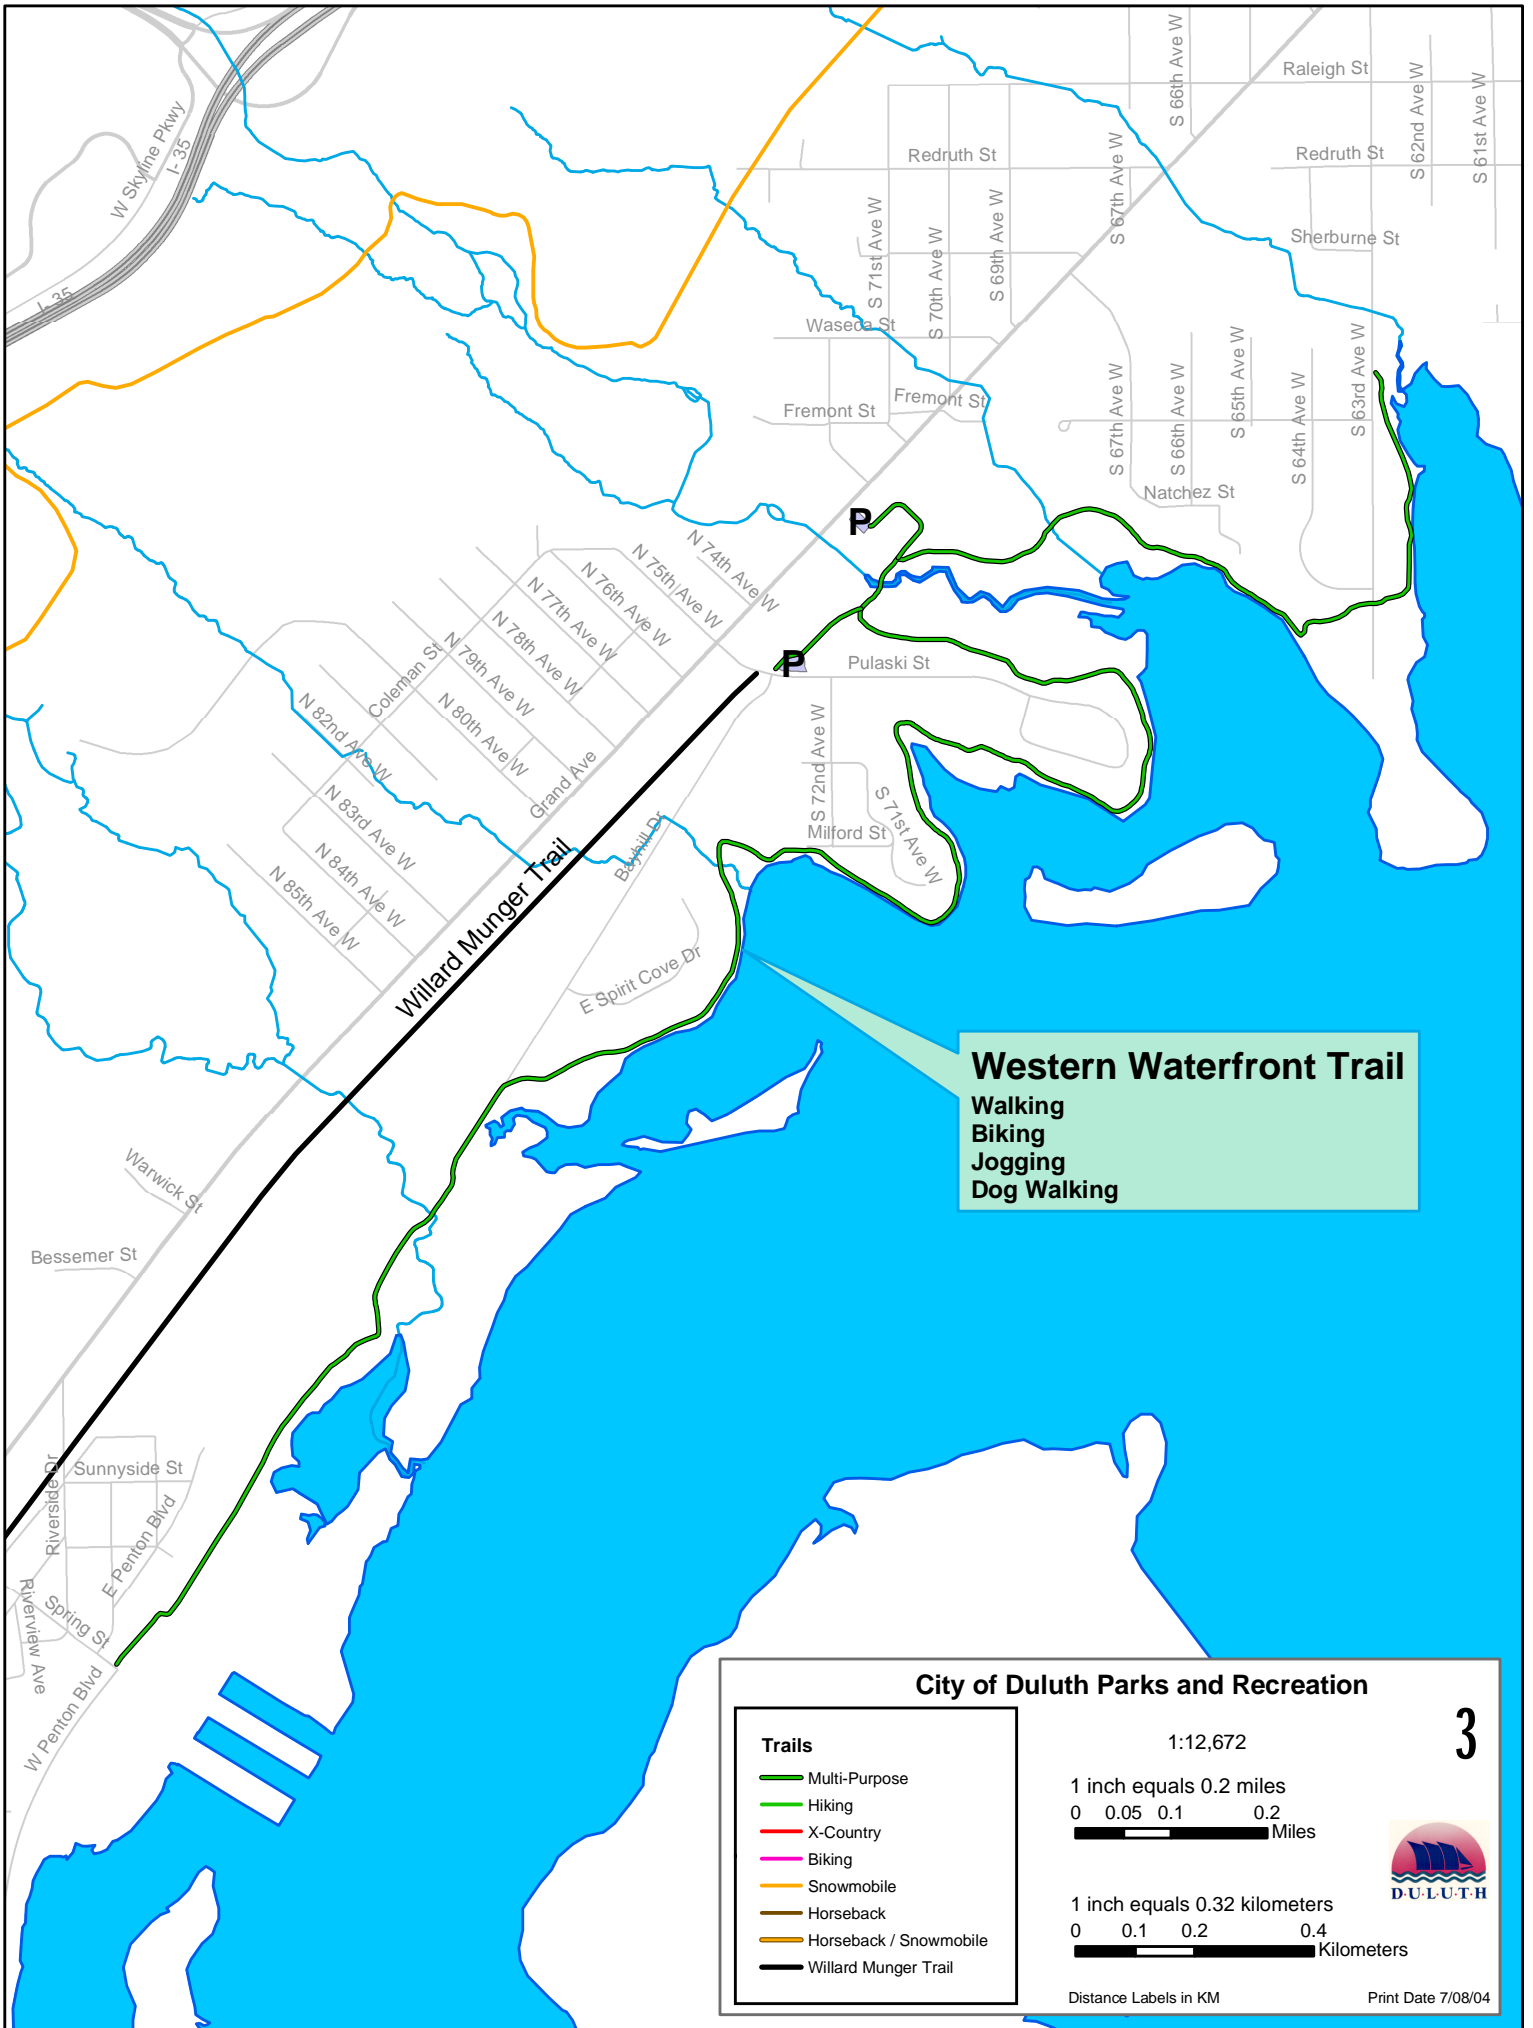 W Skyline Pkwy
I- 35
I- 35
Raleigh St
S 66th Ave W
S 62nd Ave W
S 61st Ave W
Redruth St
Redruth St
S 67th Ave W
S 71st Ave W
S 70th Ave W
S 69th Ave W
Sherburne St
Waseca St
Fremont St
Fremont St
S 67th Ave W
S 66th Ave W
S 65th Ave W
S 64th Ave W
S 63rd Ave W
Natchez St
P
N 74th Ave W
N 75th Ave W
N 76th Ave W
N 77th Ave W
N 78th Ave W
N 79th Ave W
N 80th Ave W
Coleman St
N 82nd Ave W
N 83rd Ave W
N 84th Ave W
N 85th Ave W
Grand Ave
P
Pulaski St
S 72nd Ave W
S 71st Ave W
Milford St
Bayhill Dr
Willard Munger Trail
E Spirit Cove Dr
Western Waterfront Trail
Walking
Biking
Jogging
Dog Walking
Warwick St
Bessemer St
Riverside Dr
Sunnyside St
E Penton Blvd
Spring St
Riverview Ave
W Penton Blvd
City of Duluth Parks and Recreation
3
Trails
Multi-Purpose
Hiking
X-Country
Biking
Snowmobile
Horseback
Horseback / Snowmobile
Willard Munger Trail
1:12,672
1 inch equals 0.2 miles
0 0.05 0.1 0.2
Miles
1 inch equals 0.32 kilometers
0 0.1 0.2 0.4
Kilometers
D·U·L·U·T·H
Distance Labels in KM
Print Date 7/08/04